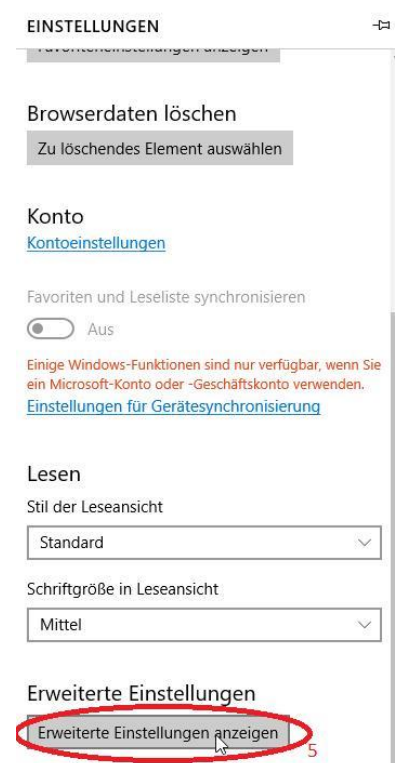 EINSTELLUNGEN
Favoriteneinstellungen anzeigen
Browserdaten löschen
Zu löschendes Element auswählen
Konto
Kontoeinstellungen
Favoriten und Leseliste synchronisieren
Aus
Einige Windows-Funktionen sind nur verfügbar, wenn Sie
ein Microsoft-Konto oder -Geschäftskonto verwenden.
Einstellungen für Gerätesynchronisierung
Lesen
Stil der Leseansicht
Standard
Schriftgröße in Leseansicht
Mittel
Erweiterte Einstellungen
Erweiterte Einstellungen anzeigen
5